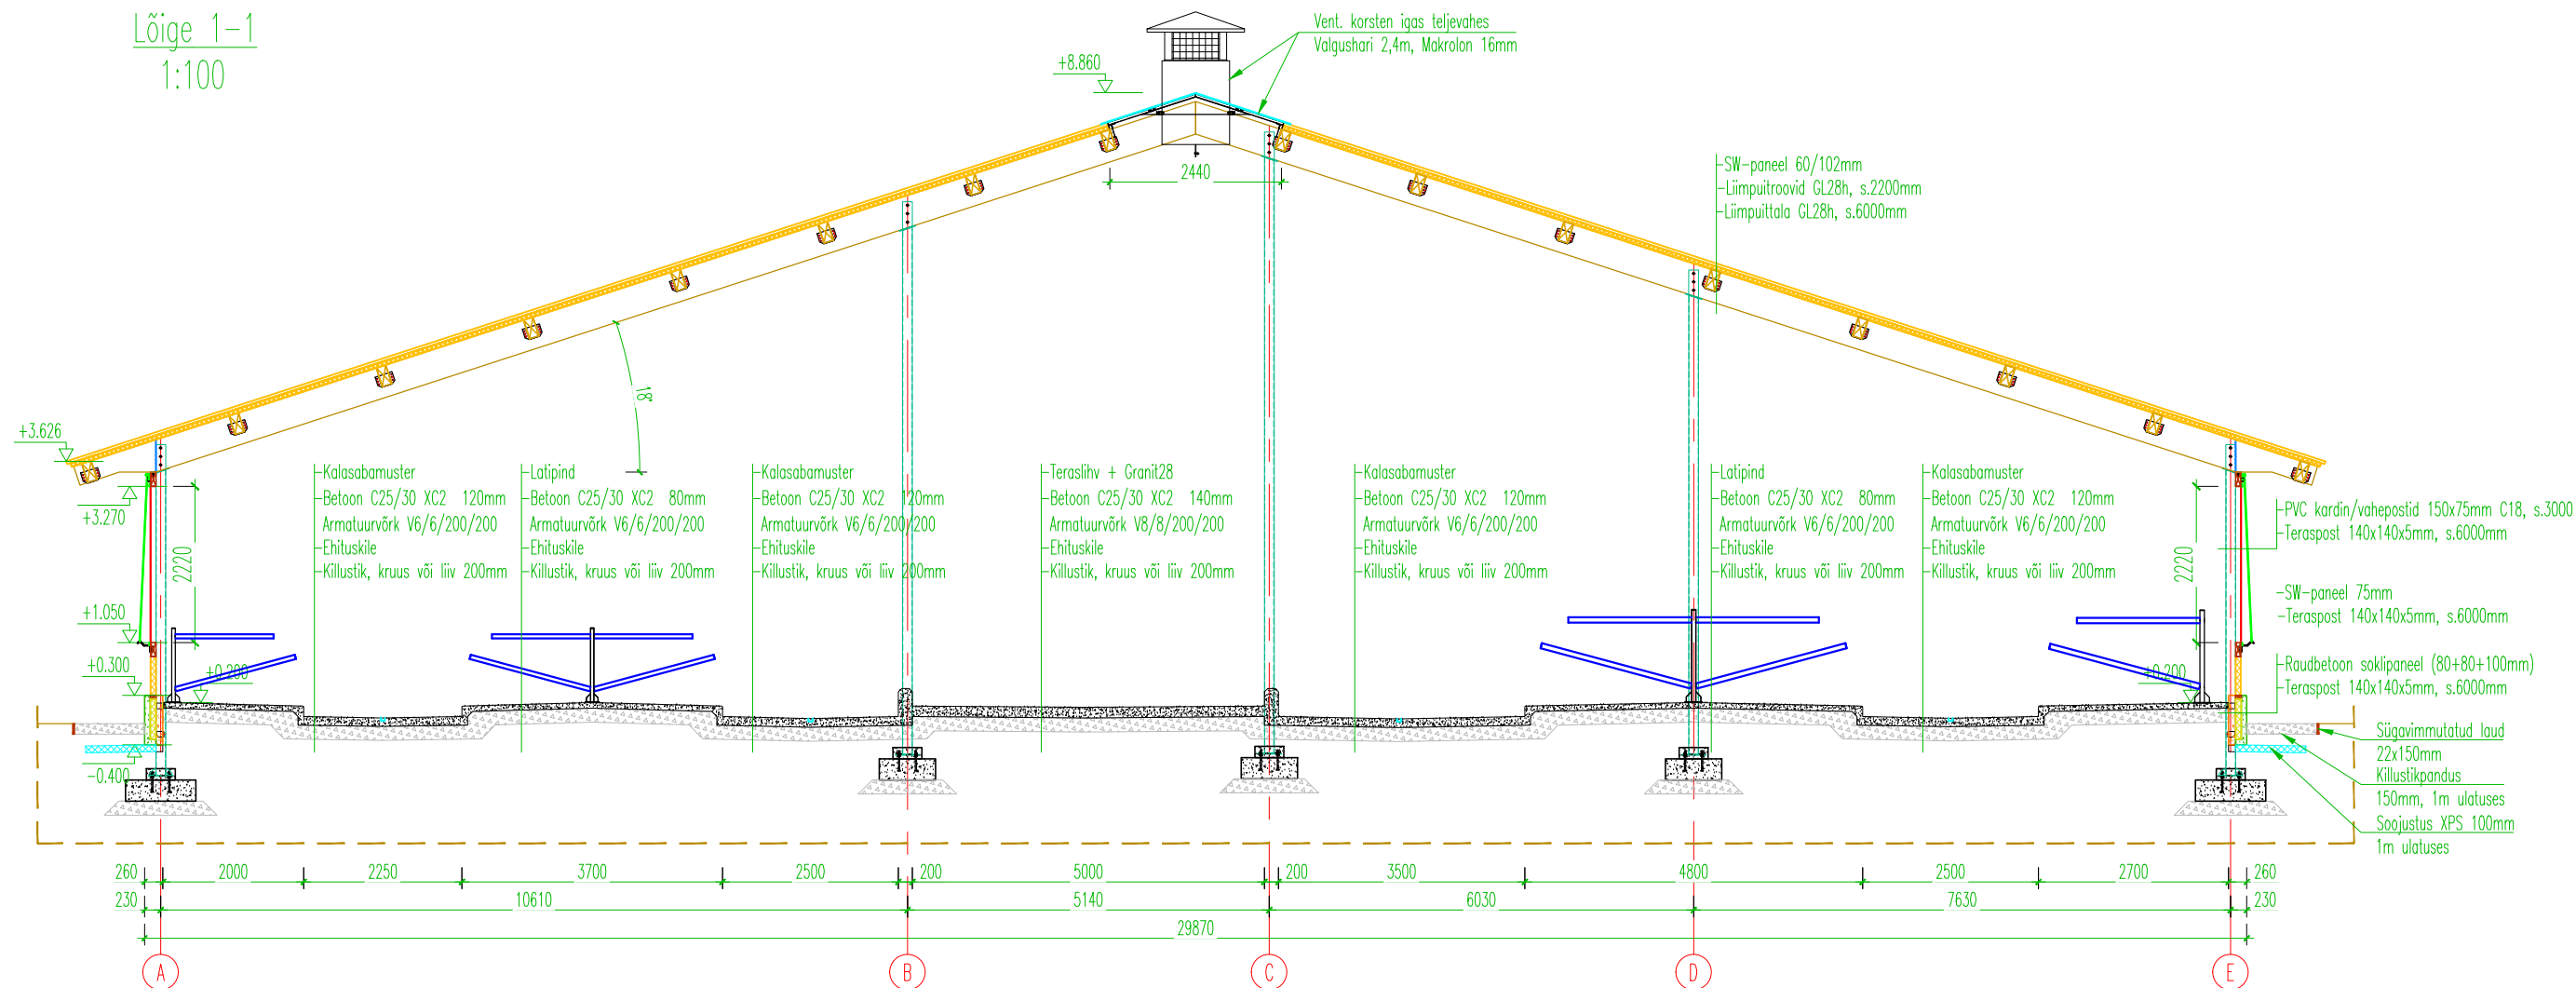 Lõige 1-1
1:100
Vent. korsten igas teljevahes
Valgushari 2,4m, Makrolon 16mm
+8.860
2440
SW-paneel 60/102mm
Liimpuitroovid GL28h, s.2200mm
Liimpuittala GL28h, s.6000mm
18°
+3.626
+3.270
2220
+1.050
+0.300
+0.200
-0.400
Kalasabamuster
Betoon C25/30 XC2 120mm
Armatuurvõrk V6/6/200/200
Ehituskile
Killustik, kruus või liiv 200mm
Latipind
Betoon C25/30 XC2 80mm
Armatuurvõrk V6/6/200/200
Ehituskile
Killustik, kruus või liiv 200mm
Kalasabamuster
Betoon C25/30 XC2 120mm
Armatuurvõrk V6/6/200/200
Ehituskile
Killustik, kruus või liiv 200mm
Teraslihv + Granit28
Betoon C25/30 XC2 140mm
Armatuurvõrk V8/8/200/200
Ehituskile
Killustik, kruus või liiv 200mm
Kalasabamuster
Betoon C25/30 XC2 120mm
Armatuurvõrk V6/6/200/200
Ehituskile
Killustik, kruus või liiv 200mm
Latipind
Betoon C25/30 XC2 80mm
Armatuurvõrk V6/6/200/200
Ehituskile
Killustik, kruus või liiv 200mm
Kalasabamuster
Betoon C25/30 XC2 120mm
Armatuurvõrk V6/6/200/200
Ehituskile
Killustik, kruus või liiv 200mm
2220
+0.200
PVC kardin/vahepostid 150x75mm C18, s.3000
Teraspost 140x140x5mm, s.6000mm
SW-paneel 75mm
Teraspost 140x140x5mm, s.6000mm
Raudbetoon soklipaneel (80+80+100mm)
Teraspost 140x140x5mm, s.6000mm
Sügavimmutatud laud
22x150mm
Killustikpandus
150mm, 1m ulatuses
Soojustus XPS 100mm
1m ulatuses
260 2000 2250 3700 2500 200 5000 200 3500 4800 2500 2700 260
230 10610 5140 6030 7630 230
29870
A B C D E